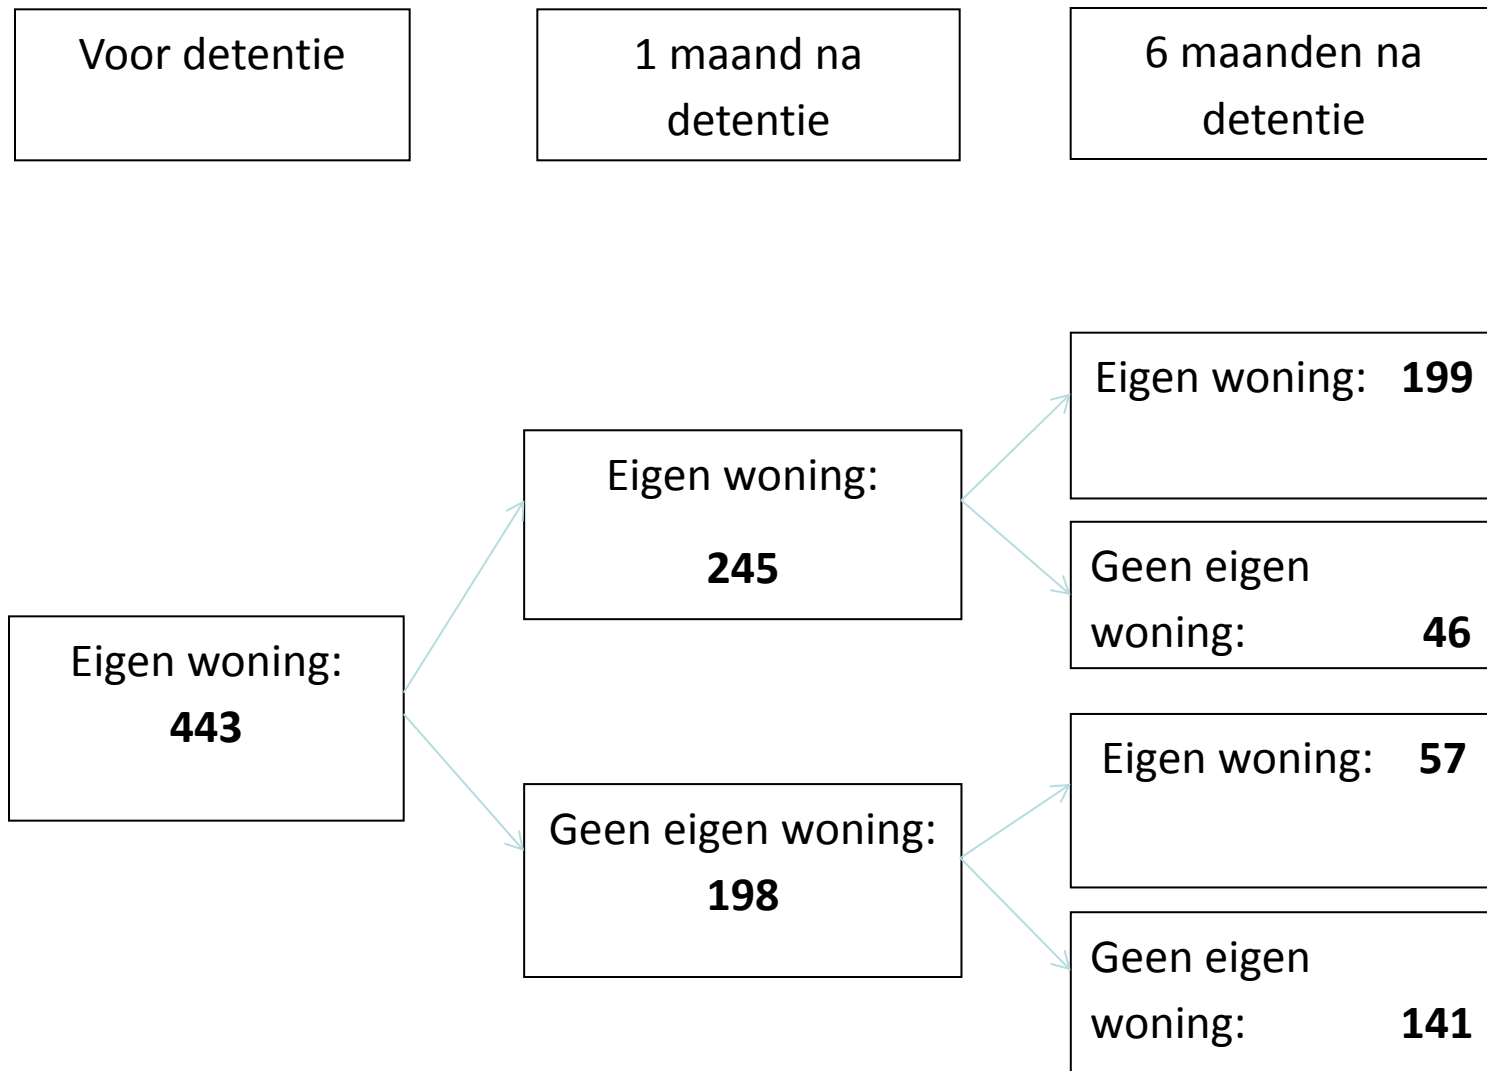 Voor detentie
1 maand na
detentie
6 maanden na
detentie
Eigen woning:
443
Eigen woning:
245
Geen eigen woning:
198
Eigen woning: 199
Geen eigen
woning: 46
Eigen woning: 57
Geen eigen
woning: 141